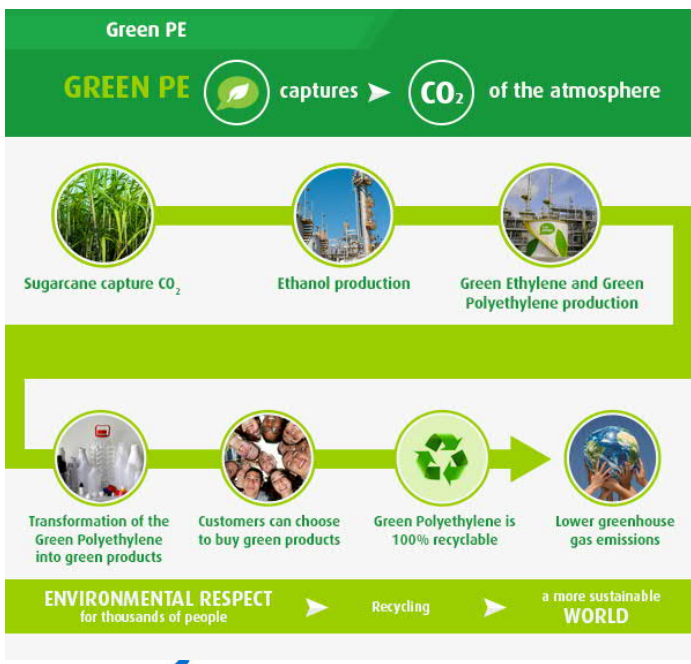 Green PE
GREEN PE captures CO₂ of the atmosphere
Sugarcane capture CO₂
Ethanol production
Green Ethylene and Green
Polyethylene production
Transformation of the
Green Polyethylene
into green products
Customers can choose
to buy green products
Green Polyethylene is
100% recyclable
Lower greenhouse
gas emissions
ENVIRONMENTAL RESPECT
for thousands of people
Recycling
a more sustainable
WORLD